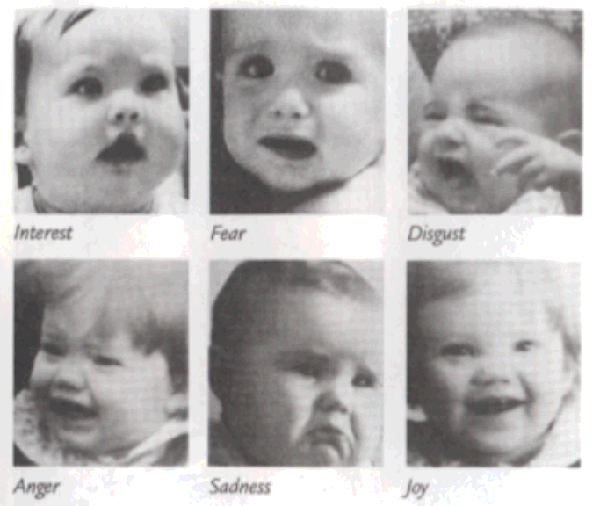 Interest
Fear
Disgust
Anger
Sadness
Joy